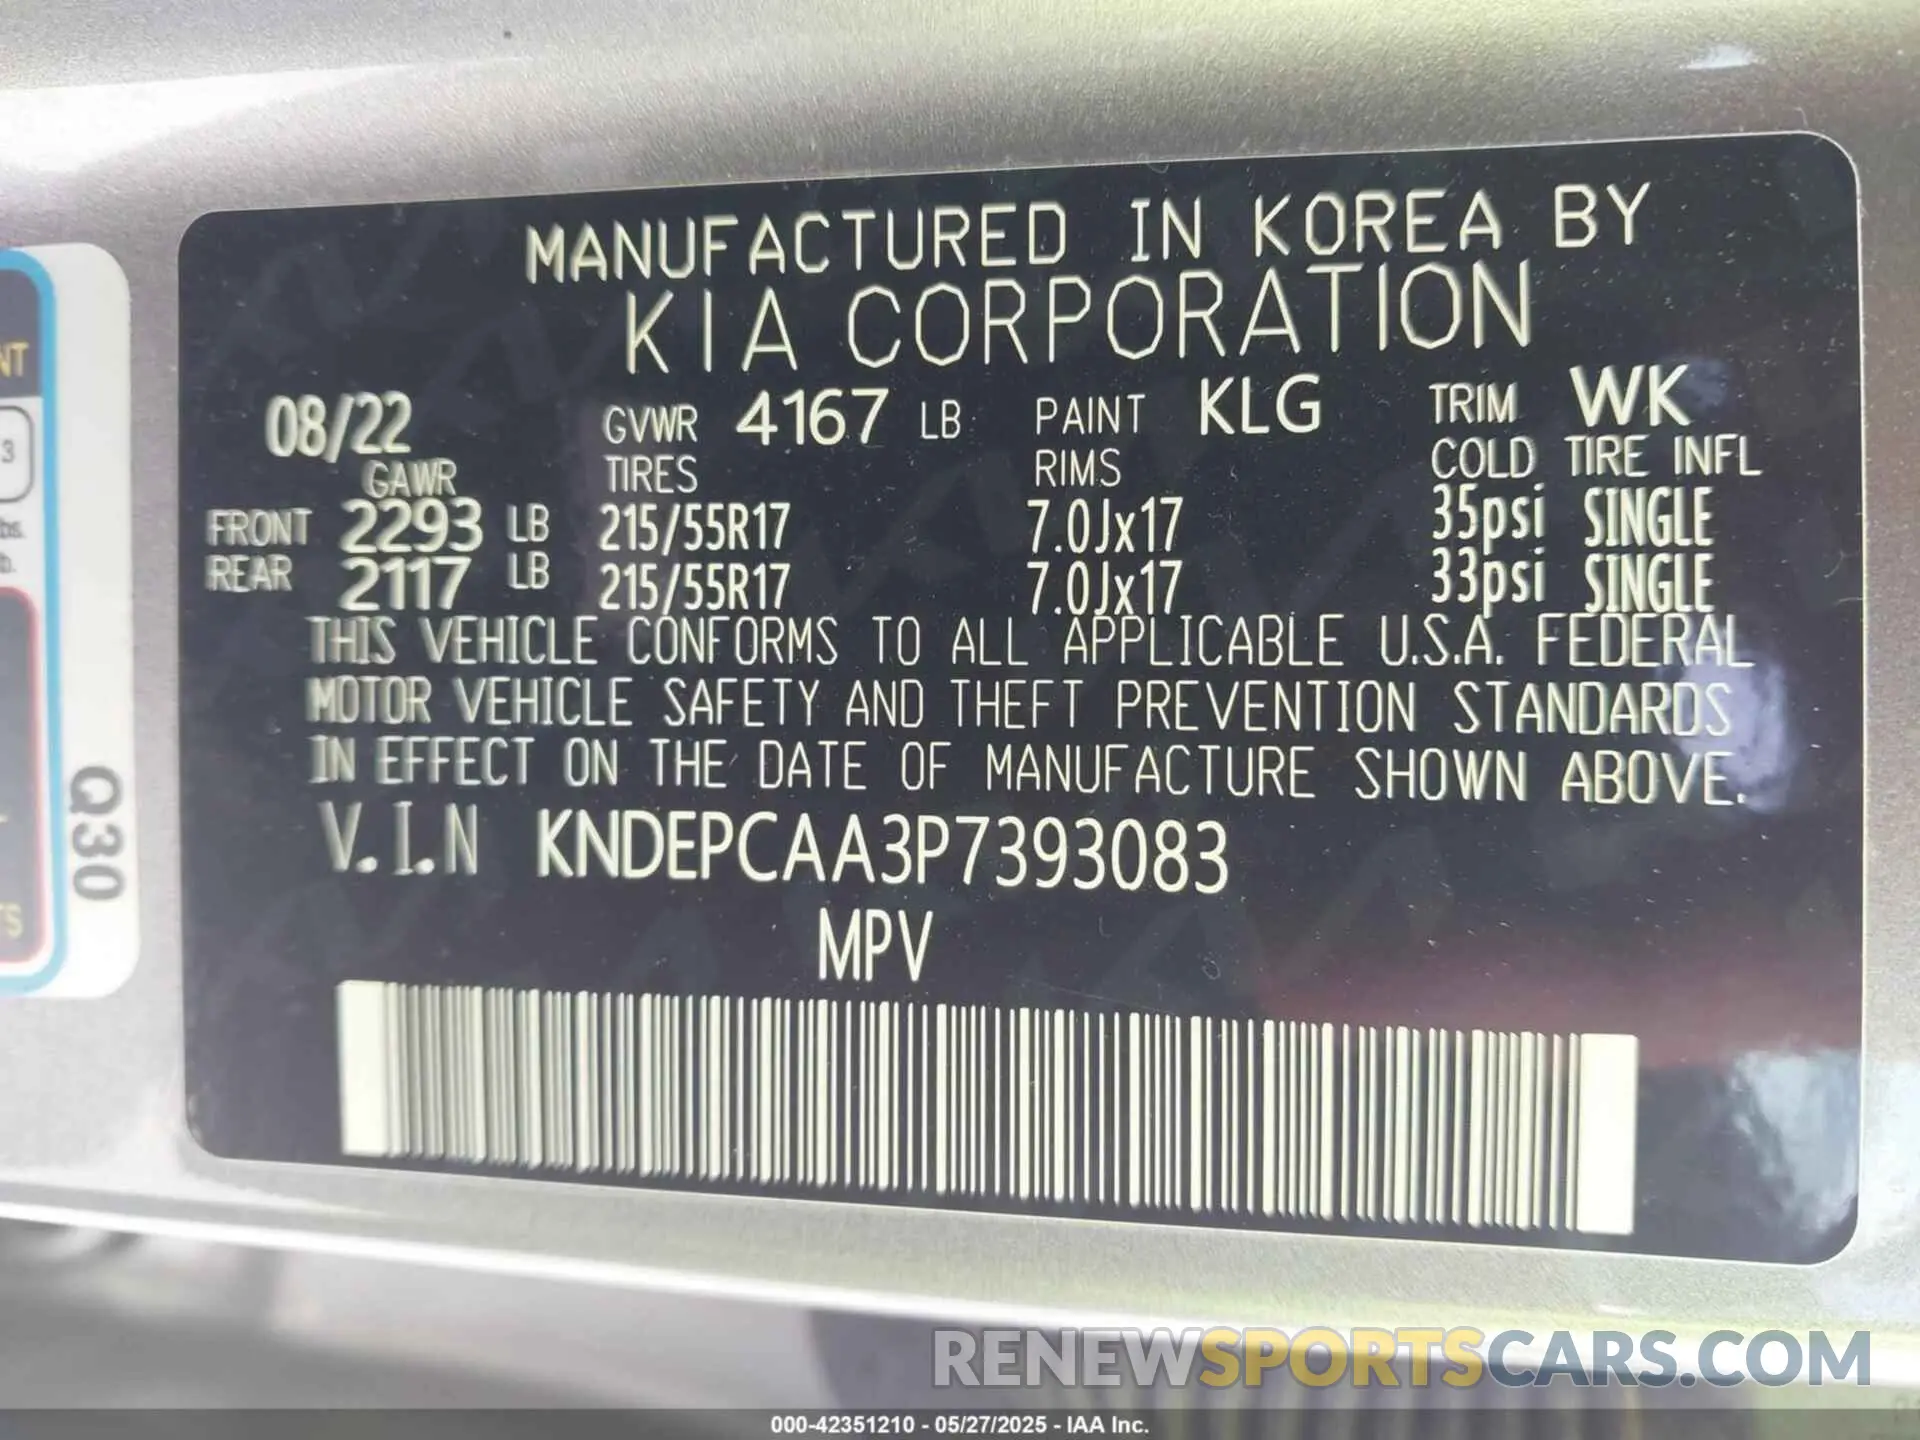 MANUFACTURED IN KOREA BY
KIA CORPORATION
08/22 GVWR 4167 LB PAINT KLG TRIM WK
GAWR TIRES RIMS COLD TIRE INFL
FRONT 2293 LB 215/55R17 7.0Jx17 35psi SINGLE
REAR 2117 LB 215/55R17 7.0Jx17 33psi SINGLE
THIS VEHICLE CONFORMS TO ALL APPLICABLE U.S.A. FEDERAL
MOTOR VEHICLE SAFETY AND THEFT PREVENTION STANDARDS
IN EFFECT ON THE DATE OF MANUFACTURE SHOWN ABOVE.
V.I.N KNDEPCAA3P7393083
MPV
Q30
3
RENEWSPORTSCARS.COM
000-42351210 - 05/27/2025 - IAA Inc.